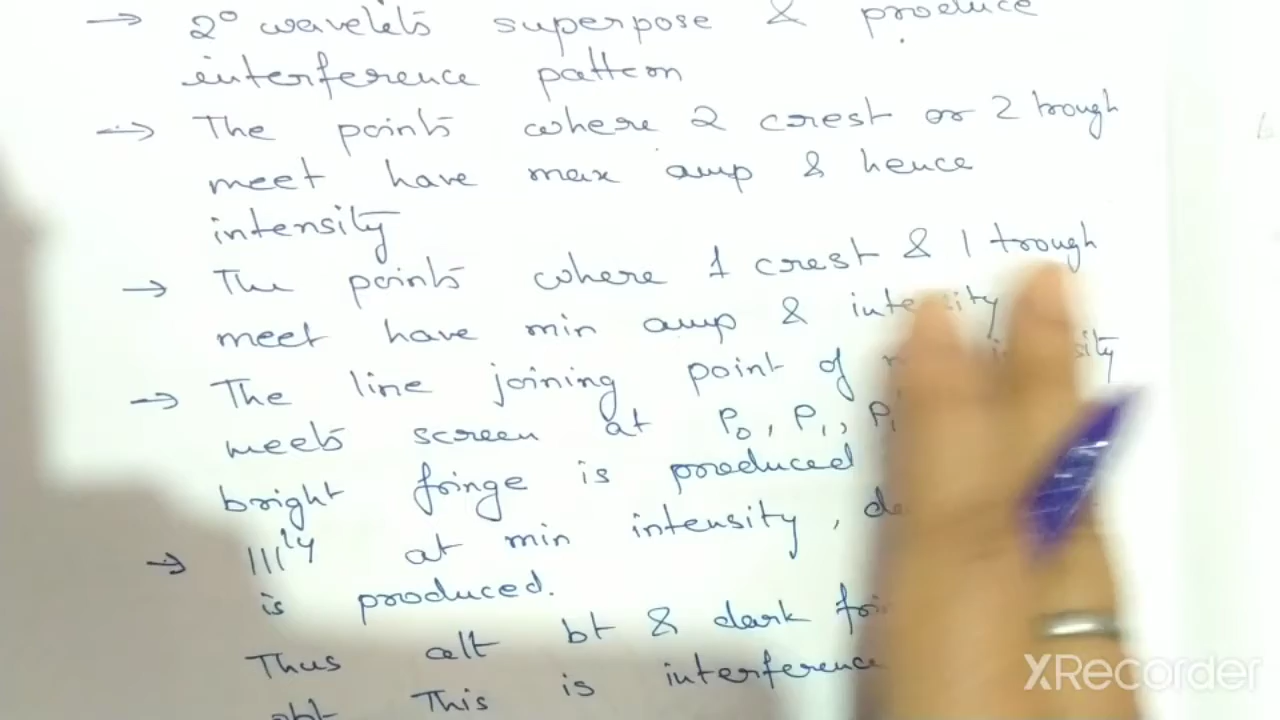 → 2° wavelets superpose & produce
interference pattern
→ The points where 2 crest or 2 trough
meet have max amp & hence
intensity
→ The points where 1 crest & 1 trough
meet have min amp & intensity
→ The line joining point of
meets screen at P₀, P₁, P₁
bright fringe is produced
→ |||ly at min intensity,
is produced.
Thus alt bt & dark
This is interference
XRecorder